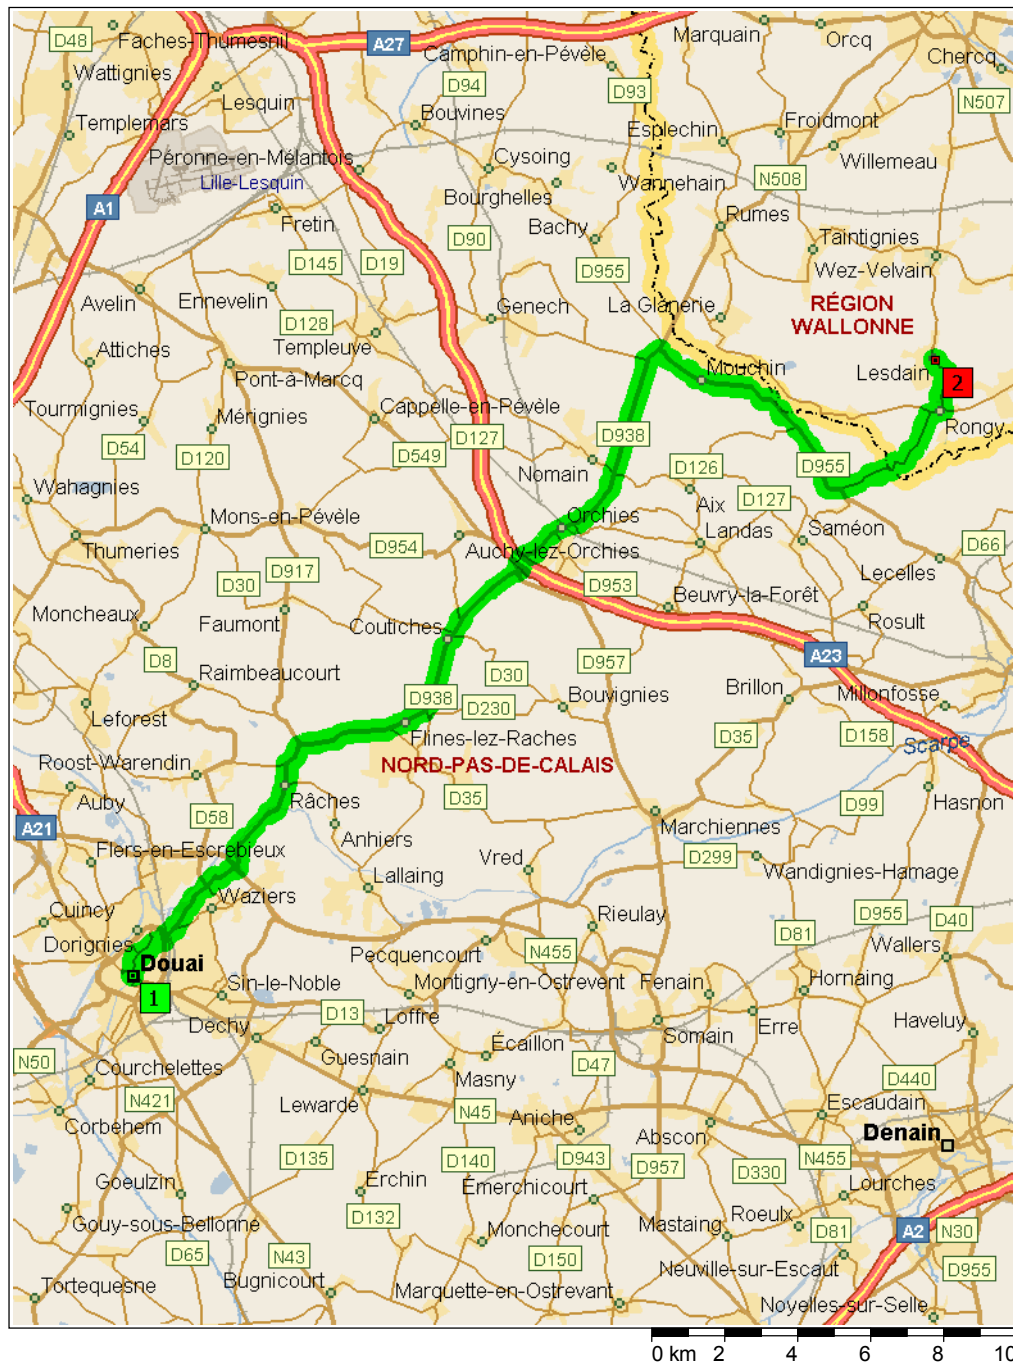 D48
Faches-Thumesnil
A27
Camphin-en-Pévèle
Marquain
Orcq
Chercq
Wattignies
Lesquin
D94
D93
N507
Bouvines
Templemars
Esplechin
Froidmont
Péronne-en-Mélantois
Cysoing
Willemeau
Lille-Lesquin
Wannehain
N508
A1
Bourghelles
Fretin
Rumes
Bachy
D90
Taintignies
D145
D19
D955
Wez-Velvain
Avelin
Ennevelin
Genech
La Glanerie
RÉGION
WALLONNE
D128
Templeuve
Attiches
Mouchin
Lesdain
2
Pont-à-Marcq
Tourmignies
Mérignies
Cappelle-en-Pévèle
Rongy
D54
D127
D938
D120
D549
Nomain
D126
D955
Wahagnies
D127
Aix
Mons-en-Pévèle
Orchies
Landas
Saméon
Thumeries
D954
Auchy-lez-Orchies
D66
D917
D30
D953
Lecelles
Moncheaux
Faumont
Beuvry-la-Forêt
Coutiches
Rosult
D8
D957
A23
Raimbeaucourt
D30
Brillon
Millonfosse
D938
D230
Bouvignies
Leforest
Flines-lez-Raches
D35
D158
Scarpe
Roost-Warendin
NORD-PAS-DE-CALAIS
Auby
Râches
D35
D99
Hasnon
D58
A21
Anhiers
Marchiennes
Flers-en-Escrebieux
Vred
D299
Lallaing
Wandignies-Hamage
Cuincy
Waziers
Rieulay
D955
D40
Dorignies
D81
Douai
Pecquencourt
N455
Wallers
Sin-le-Noble
Montigny-en-Ostrevent
Fenain
Hornaing
1
D13
Loffre
Dechy
Somain
Erre
Haveluy
N50
Guesnain
Écaillon
D47
Courchelettes
Masny
D440
N421
Lewarde
N45
Aniche
Escaudain
Corbehem
Abscon
Denain
D135
D140
D943
D957
D330
N455
Goeulzin
Erchin
Émerchicourt
Lourches
Gouy-sous-Bellonne
D132
Monchecourt
Mastaing
Roeulx
D81
A2
N30
D65
N43
D150
Neuville-sur-Escaut
D955
Tortequesne
Bugnicourt
Marquette-en-Ostrevant
Noyelles-sur-Selle
0 km 2 4 6 8 10